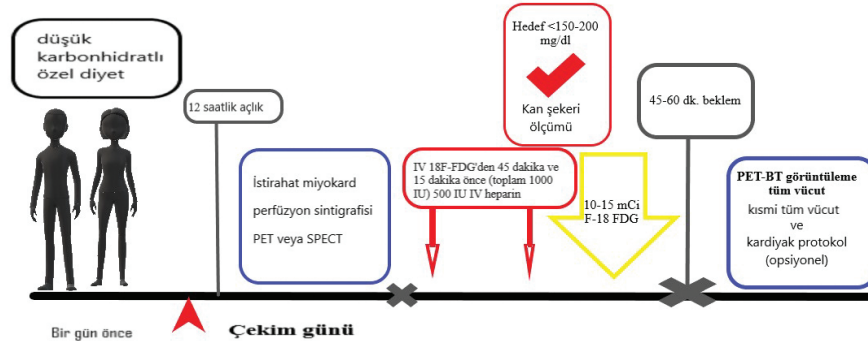 düşük
karbonhidratlı
özel diyet
12 saatlik açlık
İstirahat miyokard
perfüzyon sintigrafisi
PET veya SPECT
IV 18F-FDG'den 45 dakika ve
15 dakika önce (toplam 1000
IU) 500 IU IV heparin
Hedef <150-200
mg/dl
Kan şekeri
ölçümü
10-15 mCi
F-18 FDG
45-60 dk. beklem
PET-BT görüntüleme
tüm vücut
kısmi tüm vücut
ve
kardiyak protokol
(opsiyonel)
Bir gün önce
Çekim günü